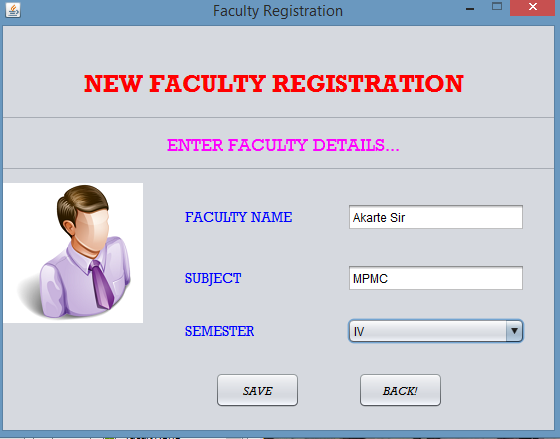 Faculty Registration
NEW FACULTY REGISTRATION
ENTER FACULTY DETAILS...
FACULTY NAME Akarte Sir
SUBJECT MPMC
SEMESTER IV
SAVE BACK!